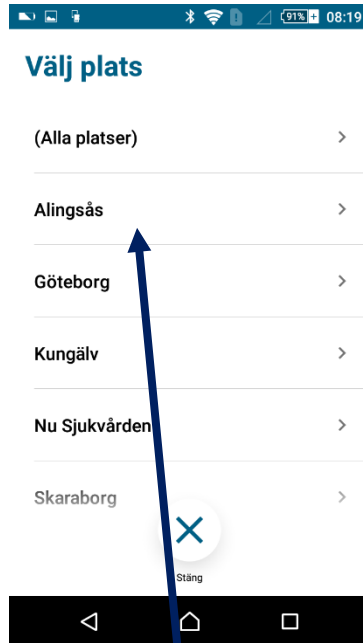 91% 08:19
Välj plats
(Alla platser)
Alingsås
Göteborg
Kungälv
Nu Sjukvården
Skaraborg
Stäng